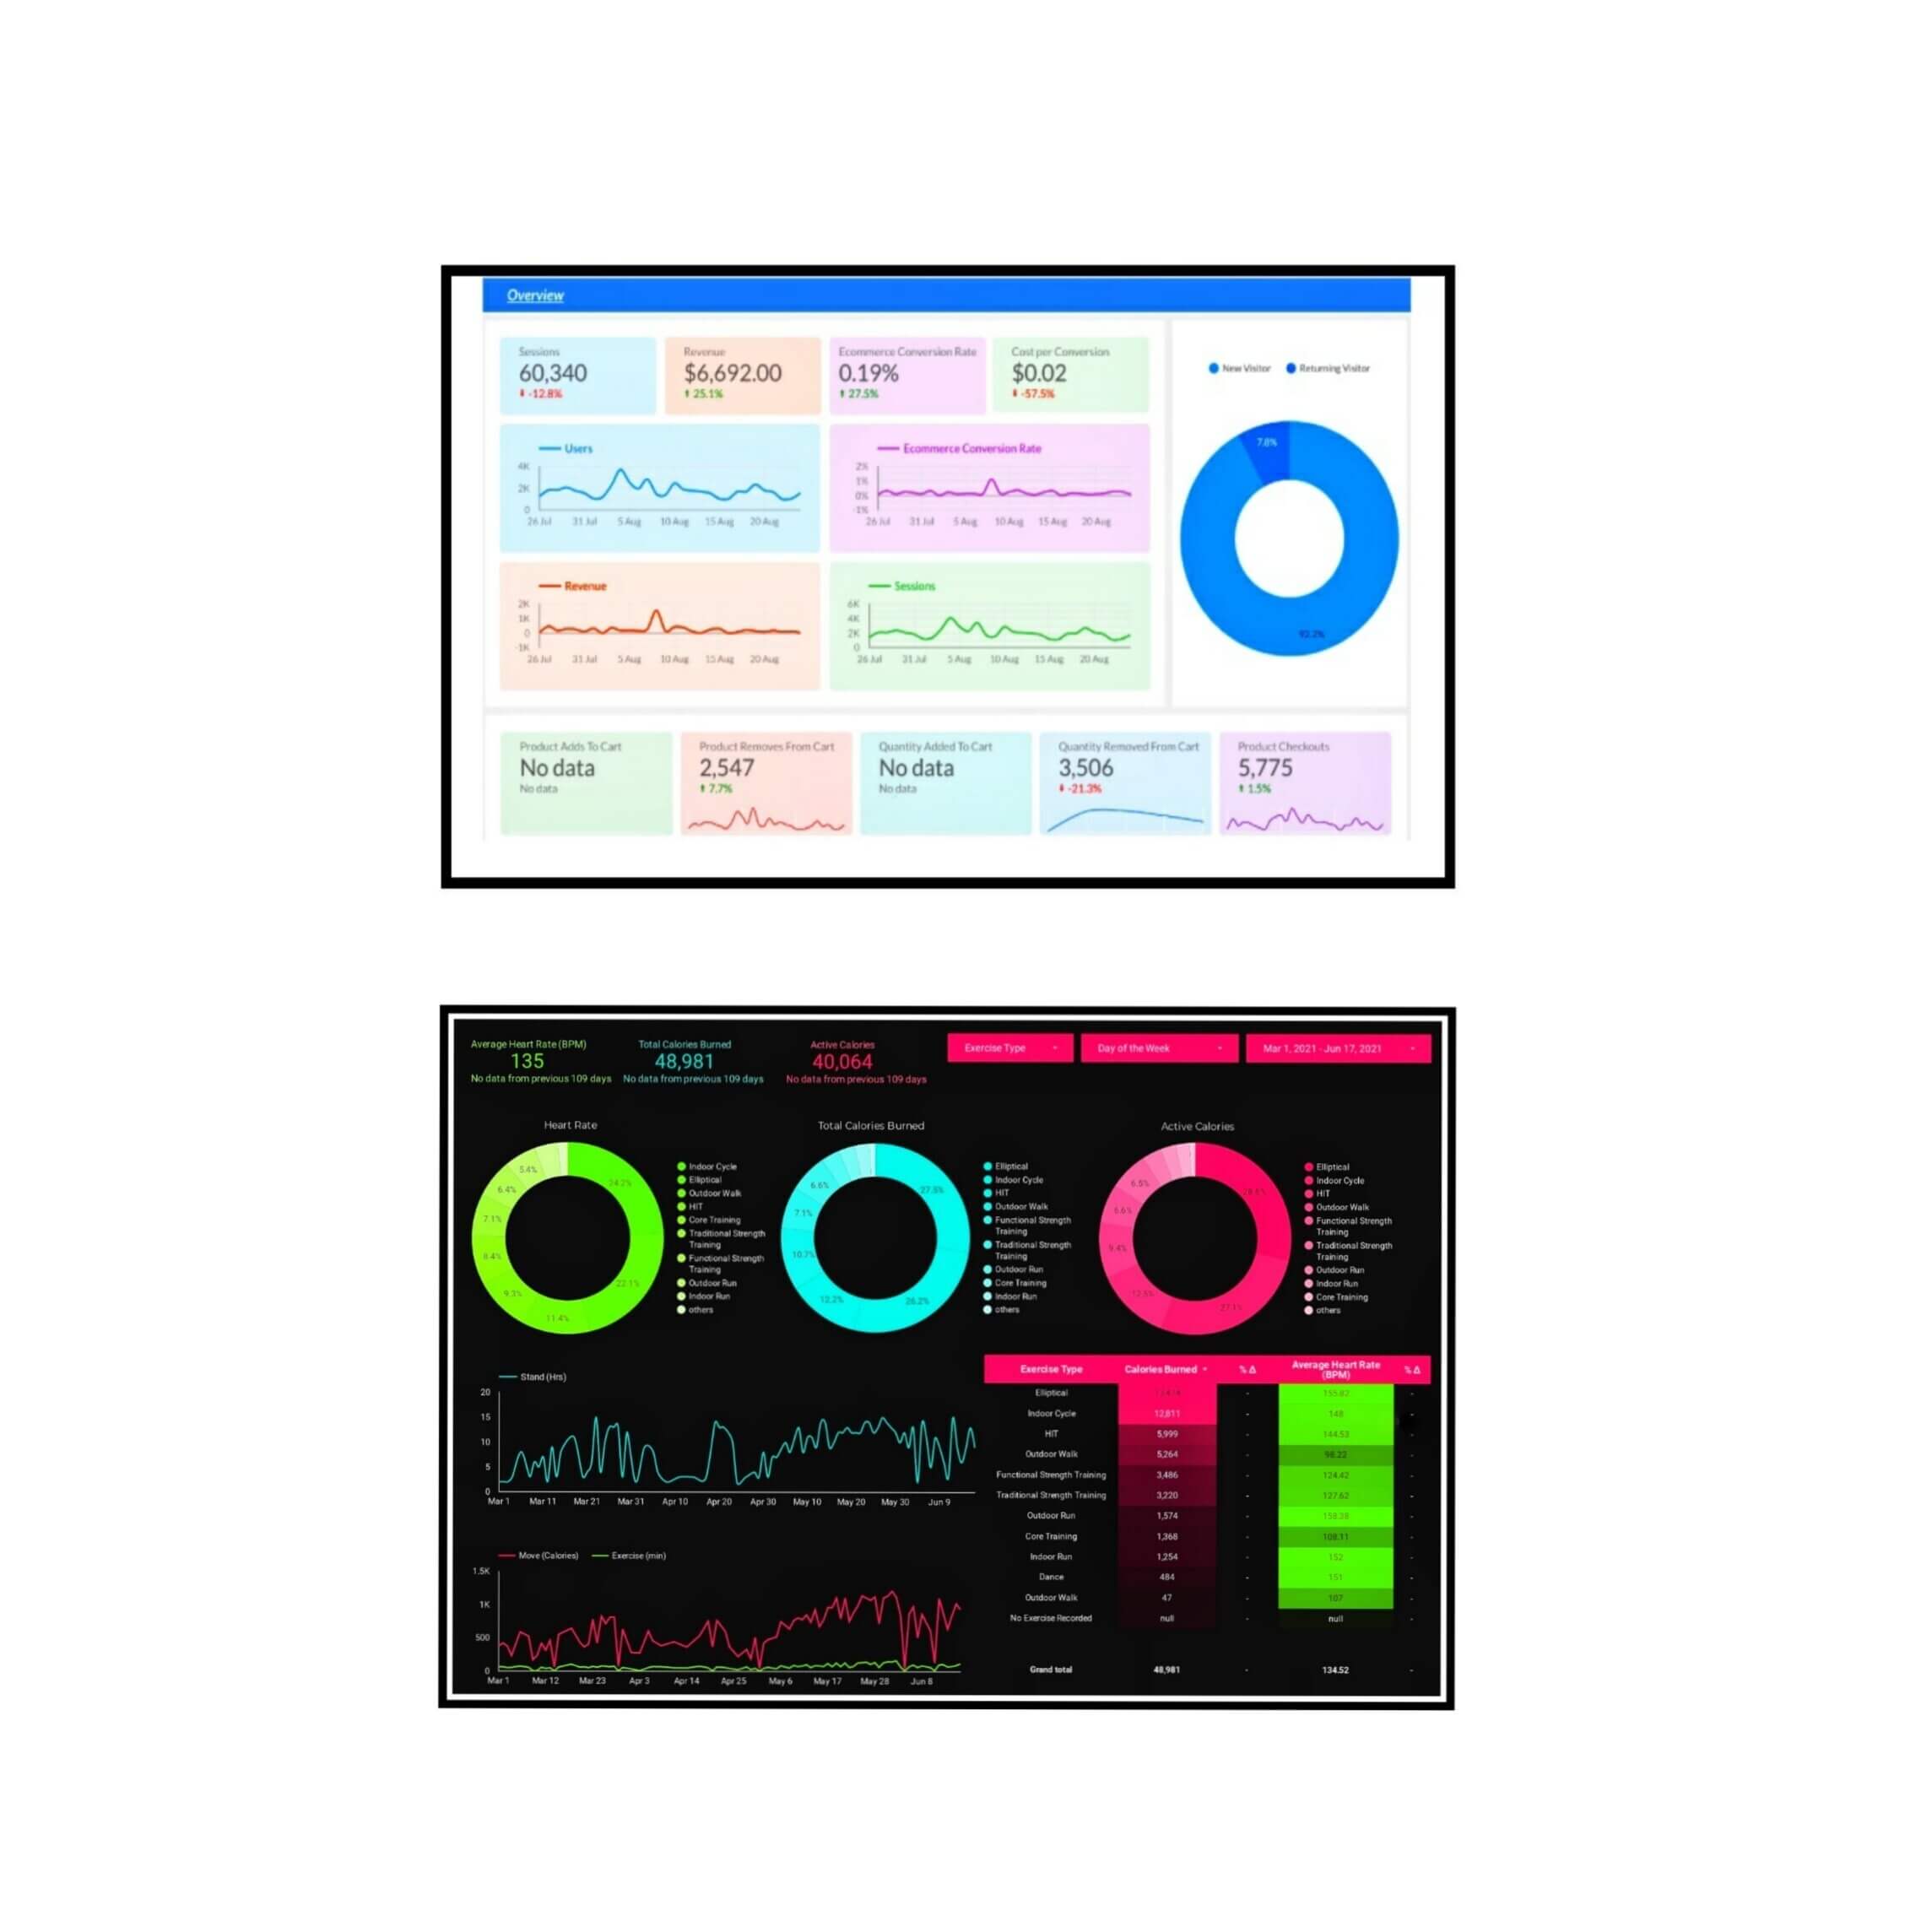 Overview
Sessions
60,340
-12.8%
Revenue
$6,692.00
25.1%
Ecommerce Conversion Rate
0.19%
27.5%
Cost per Conversion
$0.02
-57.5%
New Visitor Returning Visitor
7.8%
92.2%
Users
4K
2K
0
26 Jul 31 Jul 5 Aug 10 Aug 15 Aug 20 Aug
Ecommerce Conversion Rate
2%
1%
0%
-1%
26 Jul 31 Jul 5 Aug 10 Aug 15 Aug 20 Aug
Revenue
2K
1K
0
-1K
26 Jul 31 Jul 5 Aug 10 Aug 15 Aug 20 Aug
Sessions
6K
4K
2K
0
26 Jul 31 Jul 5 Aug 10 Aug 15 Aug 20 Aug
Product Adds To Cart
No data
No data
Product Removes From Cart
2,547
7.7%
Quantity Added To Cart
No data
No data
Quantity Removed From Cart
3,506
-21.3%
Product Checkouts
5,775
1.5%
Average Heart Rate (BPM)
135
No data from previous 109 days
Total Calories Burned
48,981
No data from previous 109 days
Active Calories
40,064
No data from previous 109 days
Exercise Type
Day of the Week
Mar 1, 2021 - Jun 17, 2021
Heart Rate
24.2%
22.1%
11.4%
9.3%
8.4%
7.1%
6.4%
5.4%
Indoor Cycle
Elliptical
Outdoor Walk
HIT
Core Training
Traditional Strength
Training
Functional Strength
Training
Outdoor Run
Indoor Run
others
Total Calories Burned
27.5%
26.2%
12.2%
10.7%
7.1%
6.6%
Elliptical
Indoor Cycle
HIT
Outdoor Walk
Functional Strength
Training
Traditional Strength
Training
Outdoor Run
Core Training
Indoor Run
others
Active Calories
27.1%
12.5%
9.4%
6.6%
6.5%
Elliptical
Indoor Cycle
HIT
Outdoor Walk
Functional Strength
Training
Traditional Strength
Training
Outdoor Run
Indoor Run
Core Training
others
Stand (Hrs)
20
15
10
5
0
Mar 1 Mar 11 Mar 21 Mar 31 Apr 10 Apr 20 Apr 30 May 10 May 20 May 30 Jun 9
Move (Calories) Exercise (min)
1.5K
1K
500
0
Mar 1 Mar 12 Mar 23 Apr 3 Apr 14 Apr 25 May 6 May 17 May 28 Jun 8
Exercise Type Calories Burned % Δ Average Heart Rate (BPM) % Δ
Elliptical - 155.82 -
Indoor Cycle 12,811 - 148 -
HIT 5,999 - 144.53 -
Outdoor Walk 5,264 - 98.22 -
Functional Strength Training 3,486 - 124.42 -
Traditional Strength Training 3,220 - 127.62 -
Outdoor Run 1,574 - 158.38 -
Core Training 1,368 - 108.11 -
Indoor Run 1,254 - 152 -
Dance 484 - 151 -
Outdoor Walk 47 - 107 -
No Exercise Recorded null - null -
Grand total 48,981 - 134.52 -